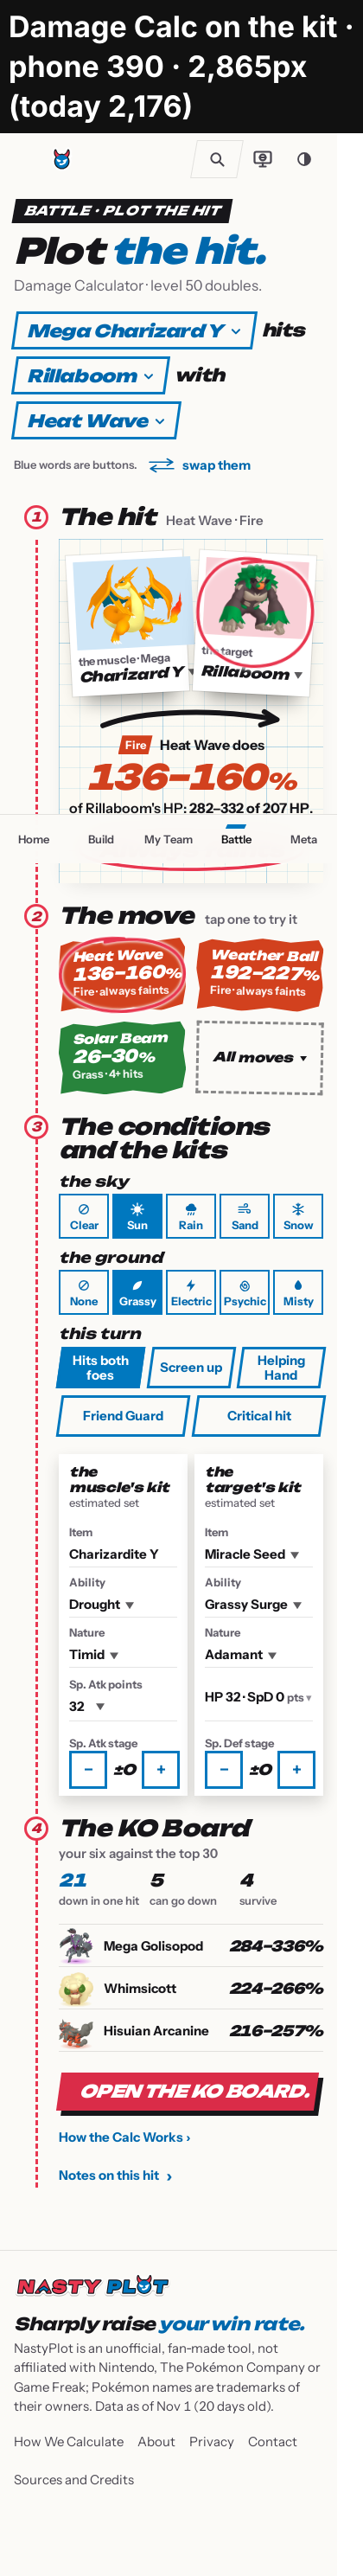 Damage Calc on the kit ·
phone 390 · 2,865px
(today 2,176)
BATTLE · PLOT THE HIT
Plot the hit.
Damage Calculator · level 50 doubles.
Mega Charizard Y hits
Rillaboom with
Heat Wave
Blue words are buttons. swap them
1 The hit Heat Wave · Fire
the muscle · Mega
Charizard Y
the target
Rillaboom
Fire Heat Wave does
136–160%
of Rillaboom's HP: 282–332 of 207 HP.
Home Build My Team Battle Meta
2 The move tap one to try it
Heat Wave
136–160%
Fire · always faints
Weather Ball
192–227%
Fire · always faints
Solar Beam
26–30%
Grass · 4+ hits
All moves
3 The conditions
and the kits
the sky
Clear Sun Rain Sand Snow
the ground
None Grassy Electric Psychic Misty
this turn
Hits both
foes
Screen up
Helping
Hand
Friend Guard Critical hit
the
muscle's kit
estimated set
Item
Charizardite Y
Ability
Drought
Nature
Timid
Sp. Atk points
32
Sp. Atk stage
− ±0 +
the
target's kit
estimated set
Item
Miracle Seed
Ability
Grassy Surge
Nature
Adamant
HP 32 · SpD 0 pts
Sp. Def stage
− ±0 +
4 The KO Board
your six against the top 30
21 5 4
down in one hit can go down survive
Mega Golisopod 284–336%
Whimsicott 224–266%
Hisuian Arcanine 216–257%
OPEN THE KO BOARD.
How the Calc Works ›
Notes on this hit ›
NASTY PLOT
Sharply raise your win rate.
NastyPlot is an unofficial, fan-made tool, not
affiliated with Nintendo, The Pokémon Company or
Game Freak; Pokémon names are trademarks of
their owners. Data as of Nov 1 (20 days old).
How We Calculate About Privacy Contact
Sources and Credits